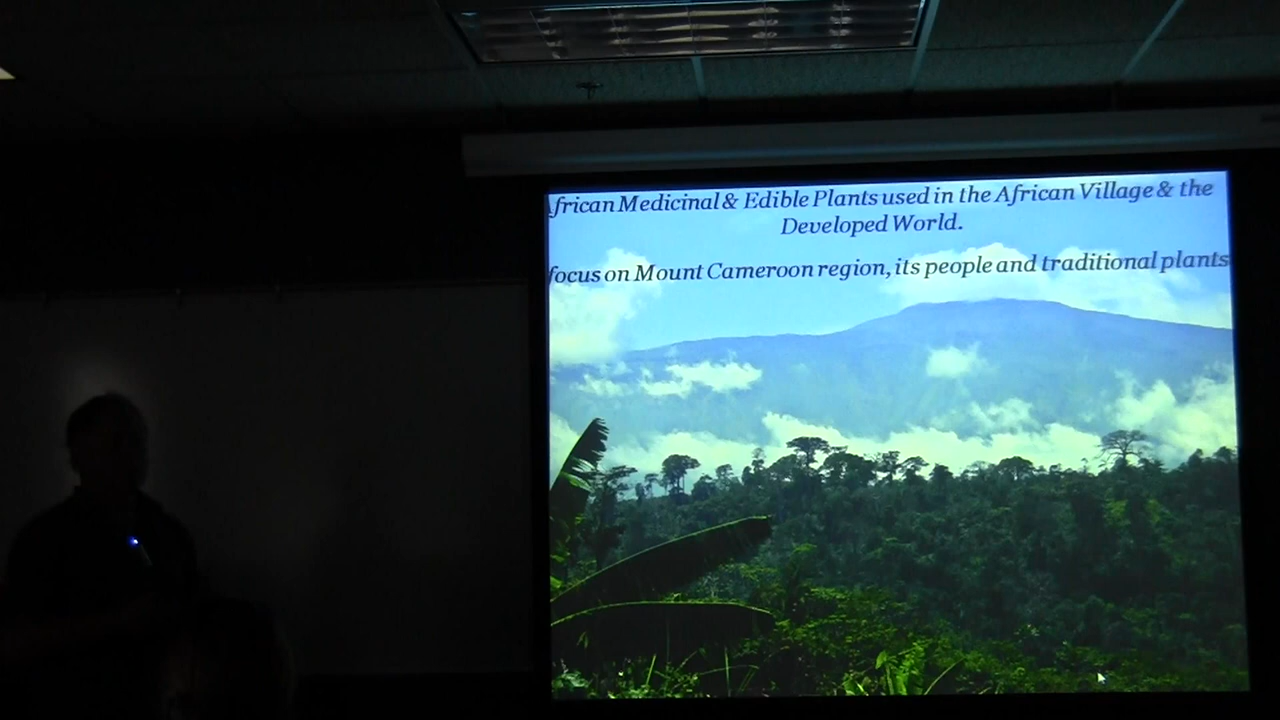 frican Medicinal & Edible Plants used in the African Village & the
Developed World.
focus on Mount Cameroon region, its people and traditional plants